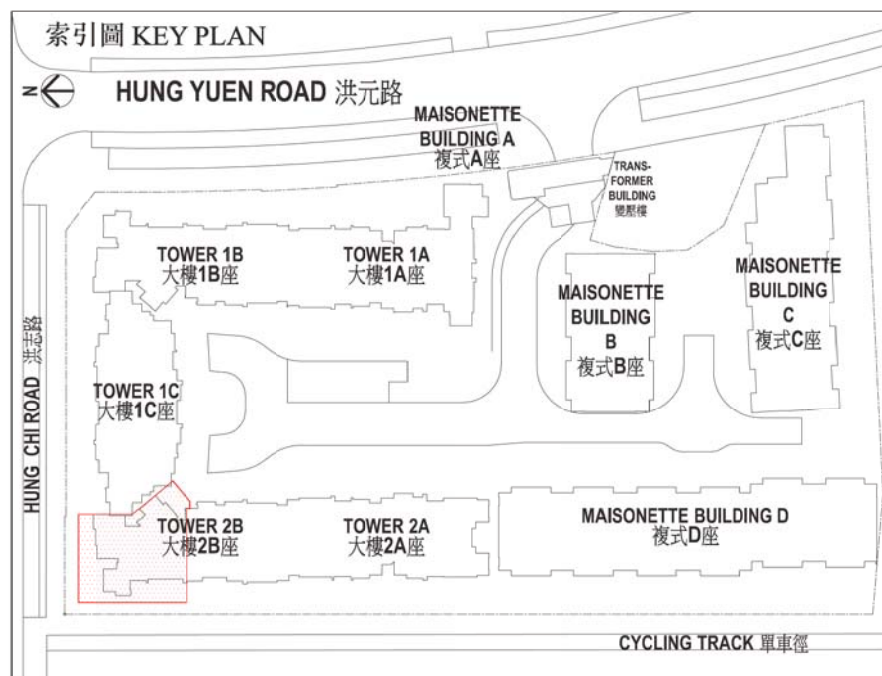 索引圖 KEY PLAN
N
HUNG YUEN ROAD 洪元路
MAISONETTE
BUILDING A
複式A座
TRANS-
FORMER
BUILDING
變壓樓
TOWER 1B
大樓1B座
TOWER 1A
大樓1A座
MAISONETTE
BUILDING
B
複式B座
MAISONETTE
BUILDING
C
複式C座
HUNG CHI ROAD 洪志路
TOWER 1C
大樓1C座
TOWER 2B
大樓2B座
TOWER 2A
大樓2A座
MAISONETTE BUILDING D
複式D座
CYCLING TRACK 單車徑